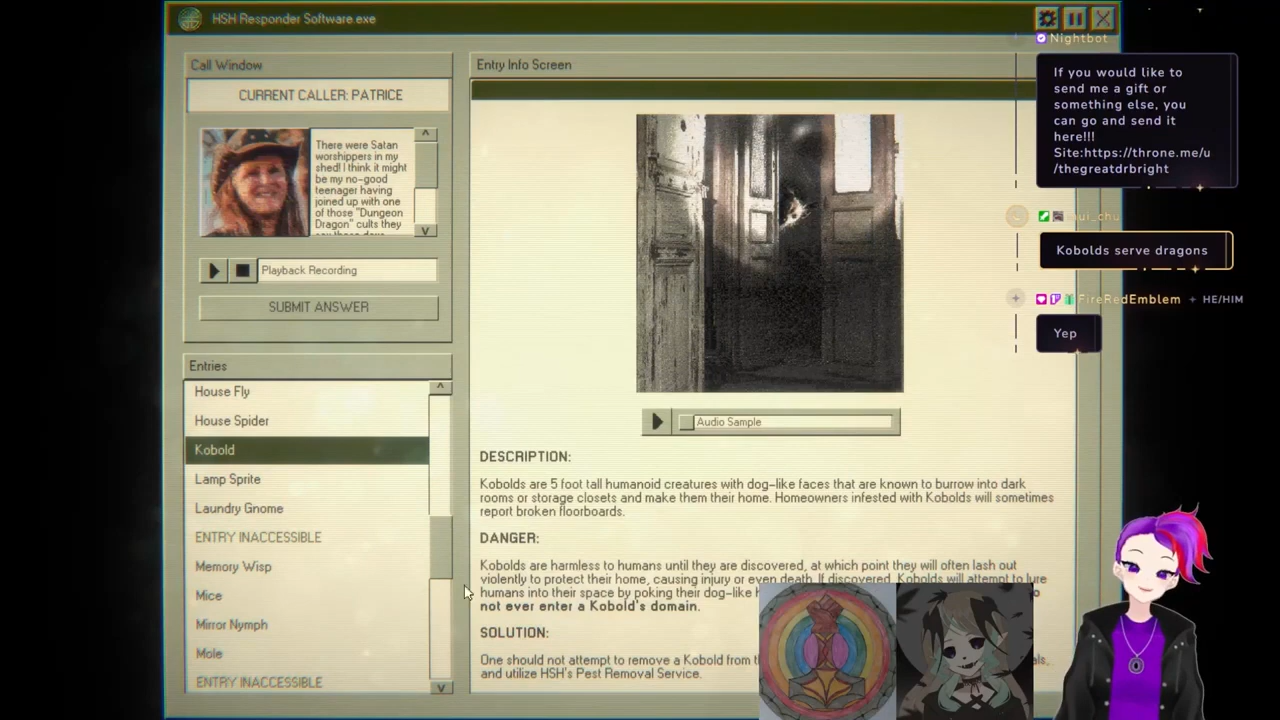 HSH Responder Software.exe
Call Window
CURRENT CALLER: PATRICE
There were Satan
worshippers in my
shed! I think it might
be my no-good
teenager having
joined up with one
of those "Dungeon
Dragon" cults they
Playback Recording
SUBMIT ANSWER
Entries
House Fly
House Spider
Kobold
Lamp Sprite
Laundry Gnome
ENTRY INACCESSIBLE
Memory Wisp
Mice
Mirror Nymph
Mole
ENTRY INACCESSIBLE
Entry Info Screen
Audio Sample
DESCRIPTION:
Kobolds are 5 foot tall humanoid creatures with dog-like faces that are known to burrow into dark
rooms or storage closets and make them their home. Homeowners infested with Kobolds will sometimes
report broken floorboards.
DANGER:
Kobolds are harmless to humans until they are discovered, at which point they will often lash out
violently to protect their home, causing injury or even death. If discovered, Kobolds will attempt to lure
humans into their space by poking their dog-like
not ever enter a Kobold's domain.
SOLUTION:
One should not attempt to remove a Kobold from
and utilize HSH's Pest Removal Service.
Nightbot
If you would like to
send me a gift or
something else, you
can go and send it
here!!!
Site:https://throne.me/u
/thegreatdrbright
Kobolds serve dragons
FireRedEmblem
HE/HIM
Yep